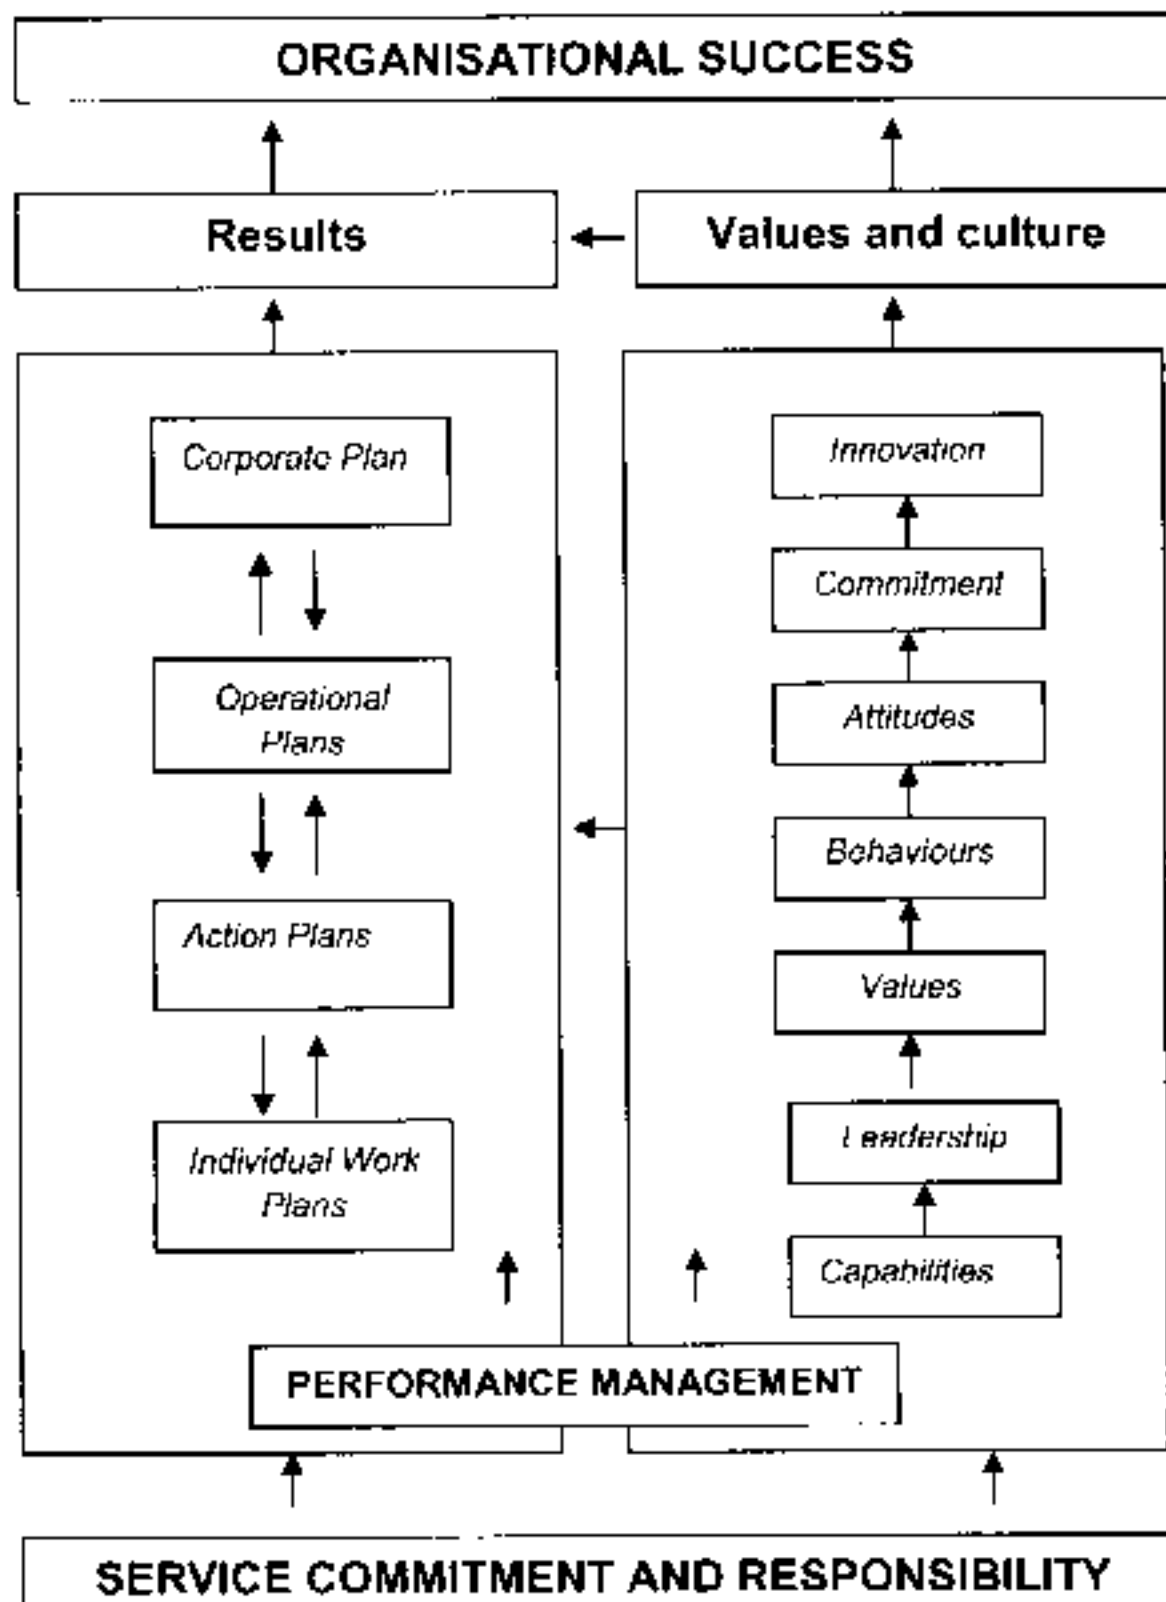 ORGANISATIONAL SUCCESS
Results
Values and culture
Corporate Plan
Operational
Plans
Action Plans
Individual Work
Plans
Innovation
Commitment
Attitudes
Behaviours
Values
Leadership
Capabilities
PERFORMANCE MANAGEMENT
SERVICE COMMITMENT AND RESPONSIBILITY